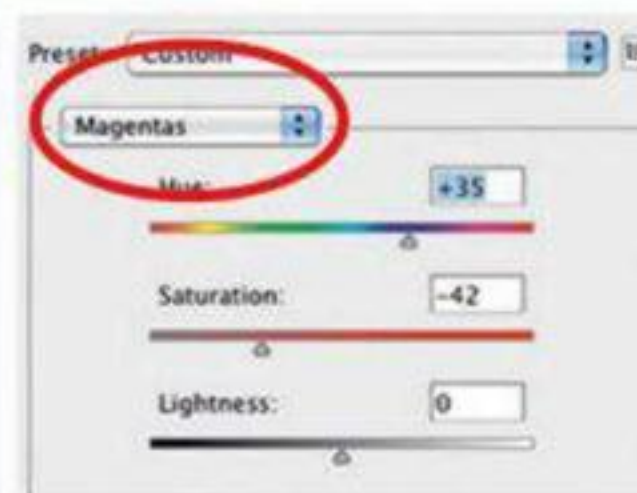 Preset: Custom
Magentas
Hue: +35
Saturation: -42
Lightness: 0